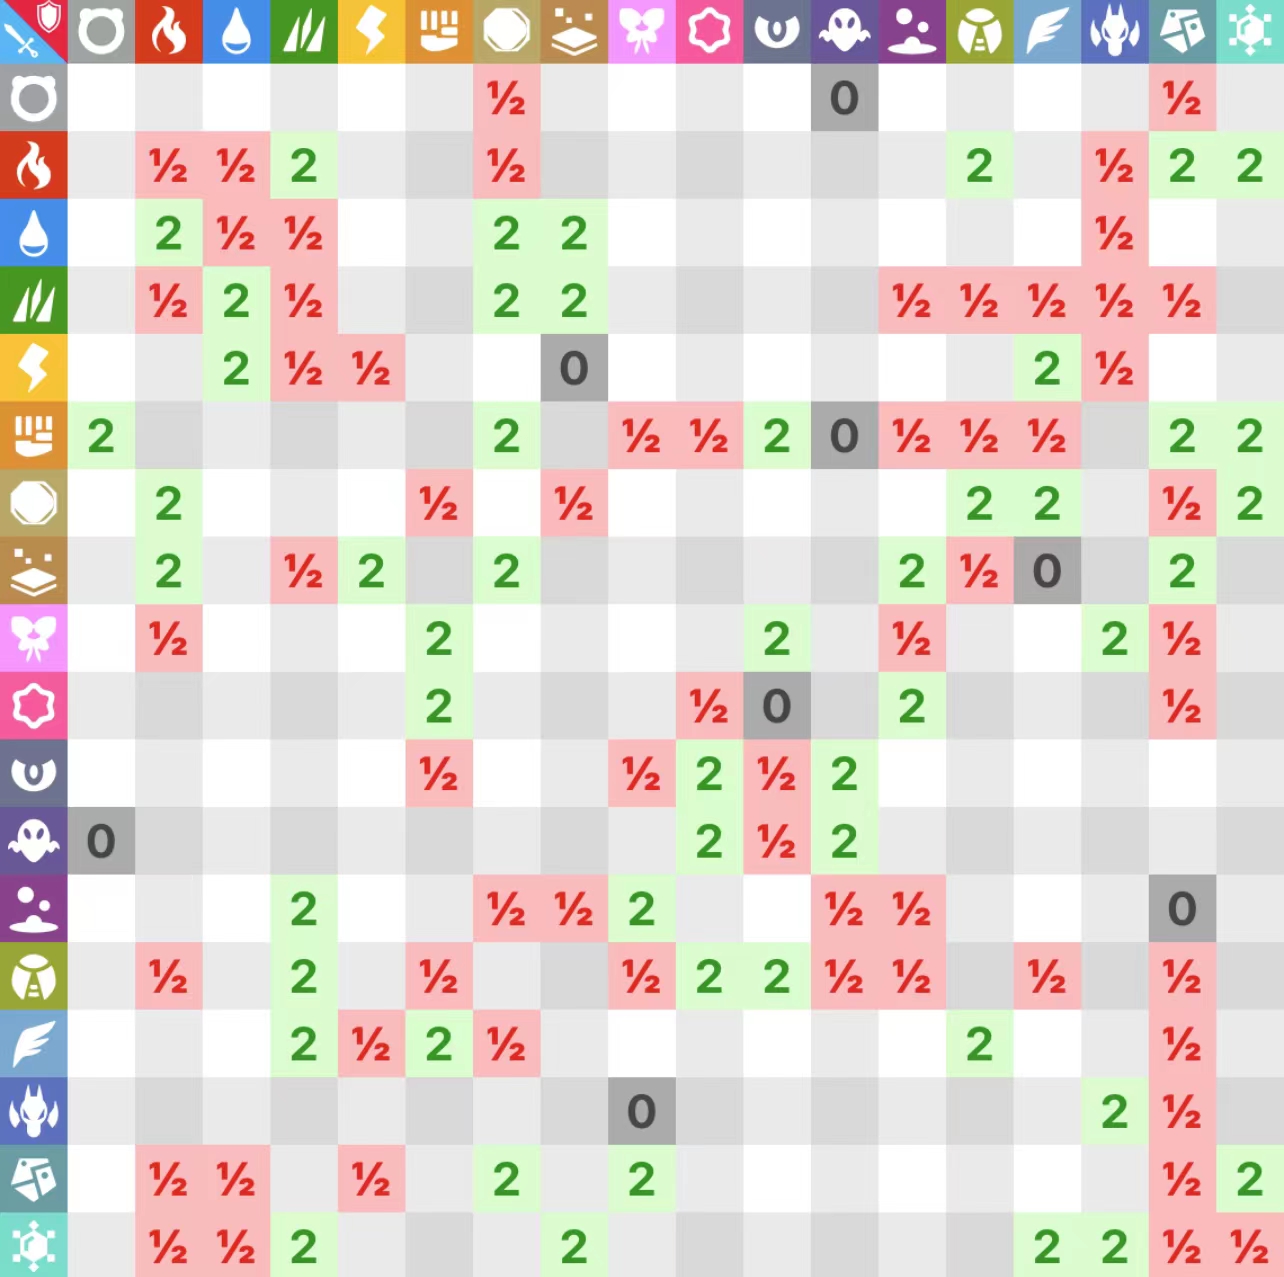 ½ 0 ½
½ ½ 2 ½ 2 ½ 2 2
2 ½ ½ 2 2 ½
½ 2 ½ 2 2 ½ ½ ½ ½ ½
2 ½ ½ 0 2 ½
2 2 ½ ½ 2 0 ½ ½ ½ 2 2
2 ½ ½ 2 2 ½ 2
2 ½ 2 2 2 ½ 0 2
½ 2 2 ½ 2 ½
2 ½ 0 2 ½
½ ½ 2 ½ 2
0 2 ½ 2
2 ½ ½ 2 ½ ½ 0
½ 2 ½ ½ 2 2 ½ ½ ½ ½
2 ½ 2 ½ 2 ½
0 2 ½
½ ½ ½ 2 2 ½ 2
½ ½ 2 2 2 2 ½ ½